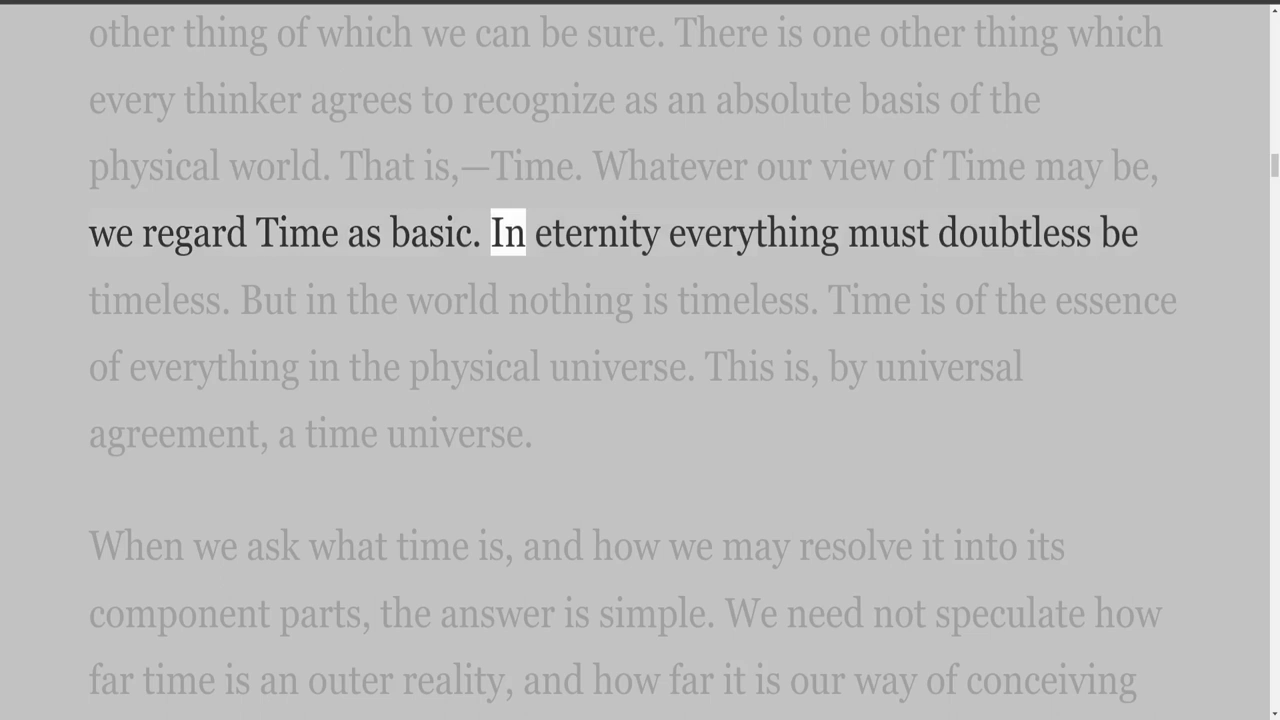 other thing of which we can be sure. There is one other thing which
every thinker agrees to recognize as an absolute basis of the
physical world. That is,—Time. Whatever our view of Time may be,
we regard Time as basic. In eternity everything must doubtless be
timeless. But in the world nothing is timeless. Time is of the essence
of everything in the physical universe. This is, by universal
agreement, a time universe.
When we ask what time is, and how we may resolve it into its
component parts, the answer is simple. We need not speculate how
far time is an outer reality, and how far it is our way of conceiving